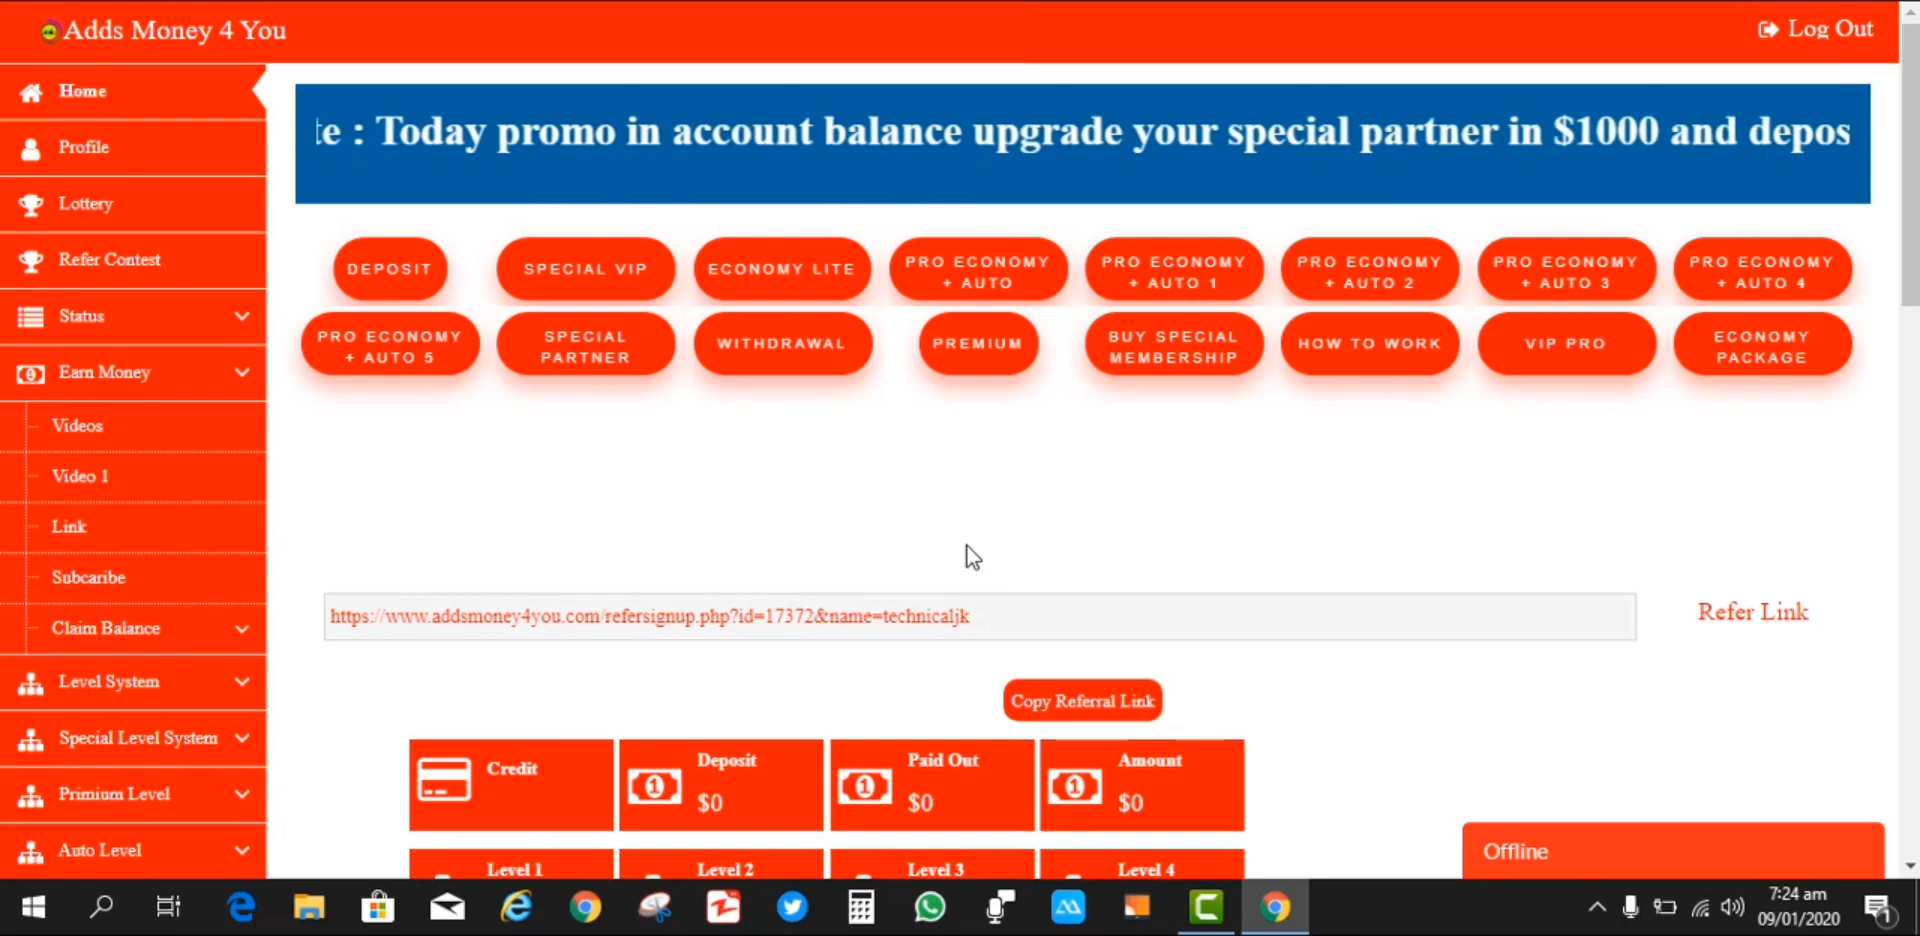 Adds Money 4 You
Log Out
Home
Profile
Lottery
Refer Contest
Status
Earn Money
Videos
Video 1
Link
Subcaribe
Claim Balance
Level System
Special Level System
Primium Level
Auto Level
te : Today promo in account balance upgrade your special partner in $1000 and depos
DEPOSIT
SPECIAL VIP
ECONOMY LITE
PRO ECONOMY
+ AUTO
PRO ECONOMY
+ AUTO 1
PRO ECONOMY
+ AUTO 2
PRO ECONOMY
+ AUTO 3
PRO ECONOMY
+ AUTO 4
PRO ECONOMY
+ AUTO 5
SPECIAL
PARTNER
WITHDRAWAL
PREMIUM
BUY SPECIAL
MEMBERSHIP
HOW TO WORK
VIP PRO
ECONOMY
PACKAGE
https://www.addsmoney4you.com/refersignup.php?id=17372&name=technicaljk
Refer Link
Copy Referral Link
Credit
Deposit
$0
Paid Out
$0
Amount
$0
Level 1
Level 2
Level 3
Level 4
Offline
7:24 am
09/01/2020
1